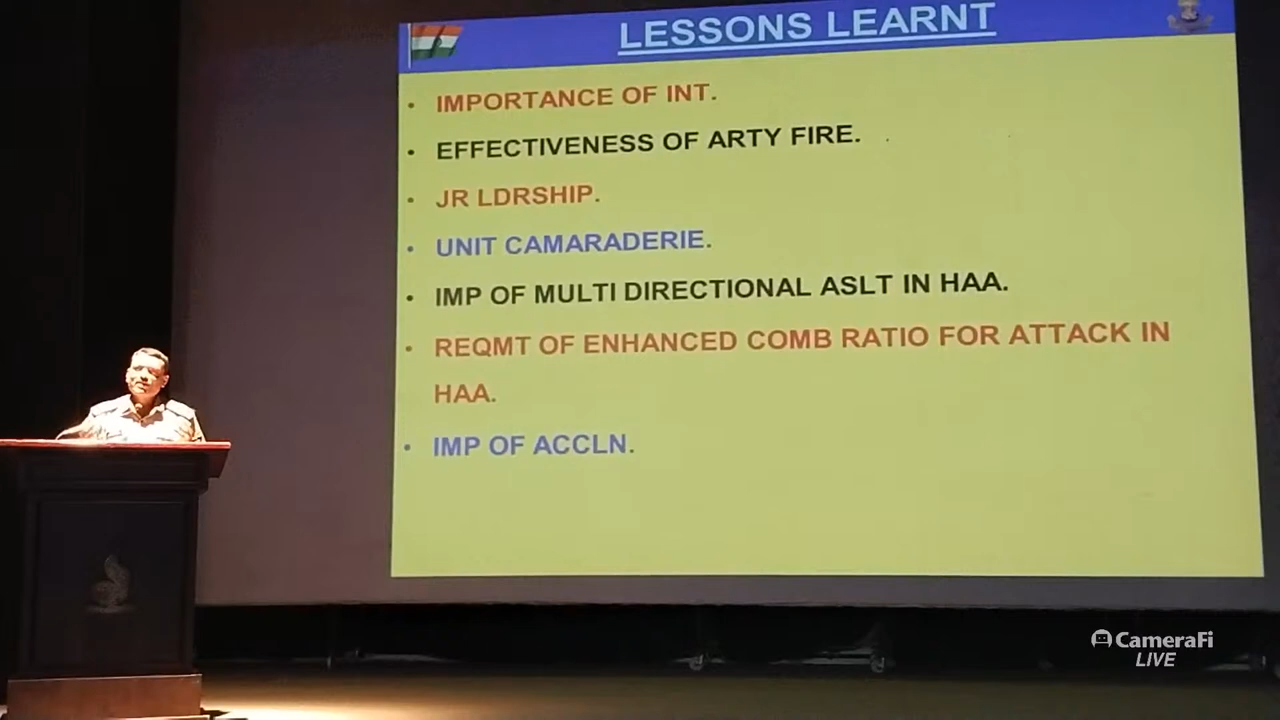 LESSONS LEARNT
• IMPORTANCE OF INT.
• EFFECTIVENESS OF ARTY FIRE.
• JR LDRSHIP.
• UNIT CAMARADERIE.
• IMP OF MULTI DIRECTIONAL ASLT IN HAA.
• REQMT OF ENHANCED COMB RATIO FOR ATTACK IN
HAA.
• IMP OF ACCLN.
CameraFi
LIVE